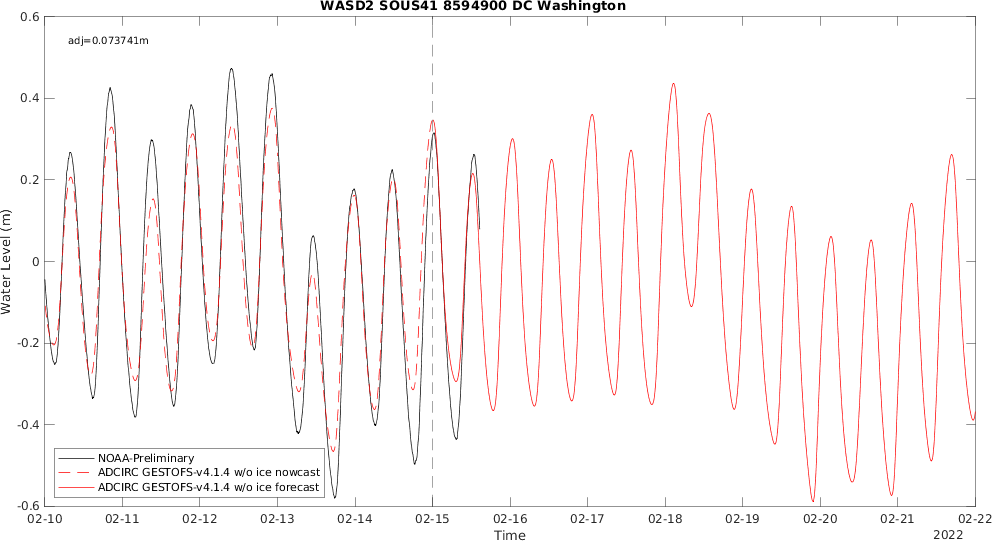 WASD2 SOUS41 8594900 DC Washington
adj=0.073741m
0.6
0.4
0.2
0
-0.2
-0.4
-0.6
Water Level (m)
NOAA-Preliminary
ADCIRC GESTOFS-v4.1.4 w/o ice nowcast
ADCIRC GESTOFS-v4.1.4 w/o ice forecast
02-10 02-11 02-12 02-13 02-14 02-15 02-16 02-17 02-18 02-19 02-20 02-21 02-22
Time
2022